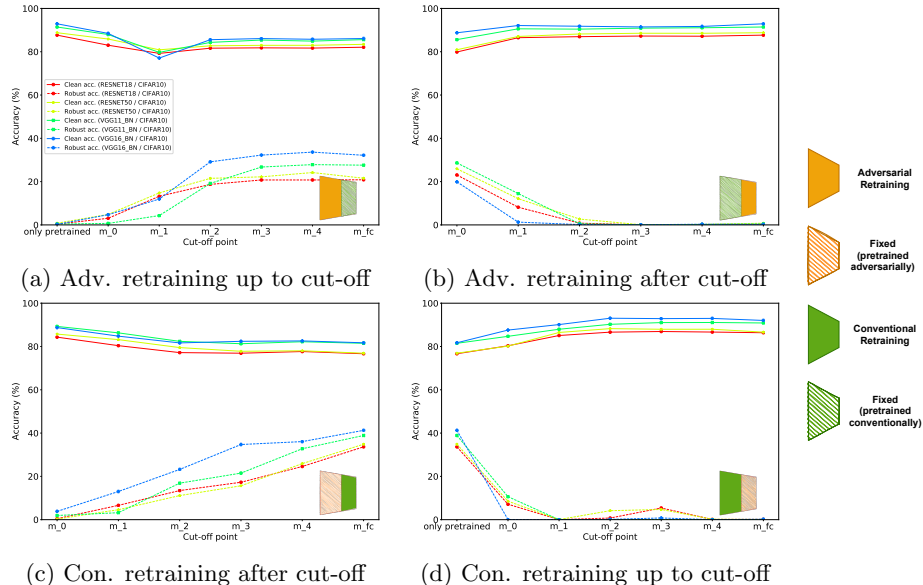 100
80
60
40
20
0
Accuracy (%)
Clean acc. (RESNET18 / CIFAR10)
Robust acc. (RESNET18 / CIFAR10)
Clean acc. (RESNET50 / CIFAR10)
Robust acc. (RESNET50 / CIFAR10)
Clean acc. (VGG11_BN / CIFAR10)
Robust acc. (VGG11_BN / CIFAR10)
Clean acc. (VGG16_BN / CIFAR10)
Robust acc. (VGG16_BN / CIFAR10)
only pretrained m_0 m_1 m_2 m_3 m_4 m_fc
Cut-off point
(a) Adv. retraining up to cut-off
100
80
60
40
20
0
Accuracy (%)
m_0 m_1 m_2 m_3 m_4 m_fc
Cut-off point
(b) Adv. retraining after cut-off
100
80
60
40
20
0
Accuracy (%)
m_0 m_1 m_2 m_3 m_4 m_fc
Cut-off point
(c) Con. retraining after cut-off
100
80
60
40
20
0
Accuracy (%)
only pretrained m_0 m_1 m_2 m_3 m_4 m_fc
Cut-off point
(d) Con. retraining up to cut-off
Adversarial
Retraining
Fixed
(pretrained
adversarially)
Conventional
Retraining
Fixed
(pretrained
conventionally)